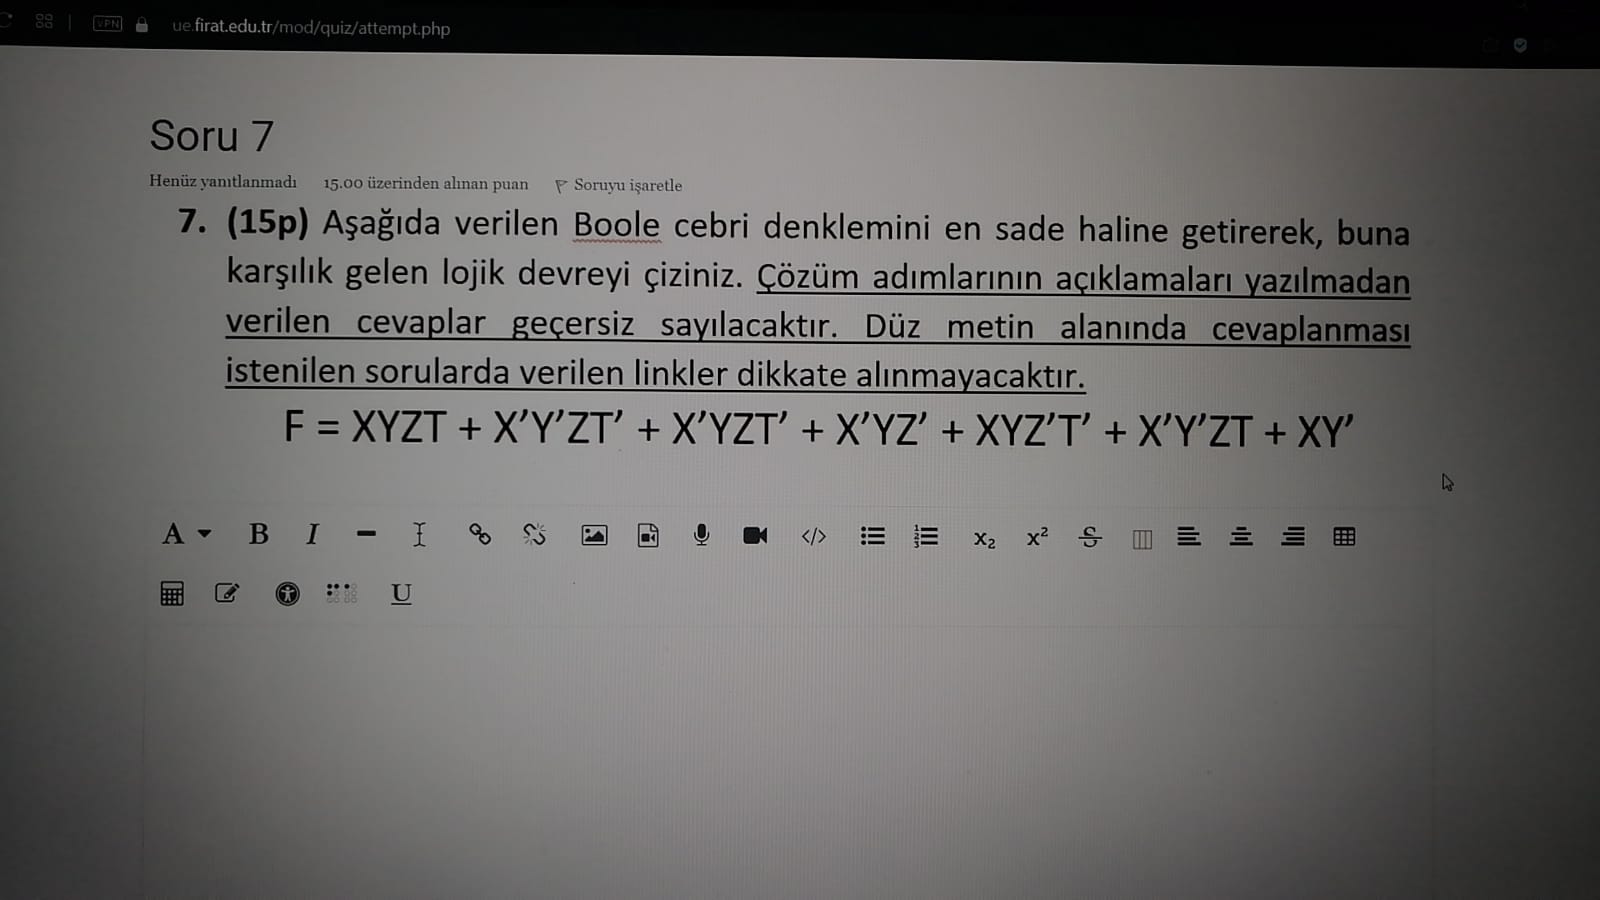 VPN ue.firat.edu.tr/mod/quiz/attempt.php
Soru 7
Henüz yanıtlanmadı 15.00 üzerinden alınan puan Soruyu işaretle
7. (15p) Aşağıda verilen Boole cebri denklemini en sade haline getirerek, buna
karşılık gelen lojik devreyi çiziniz. Çözüm adımlarının açıklamaları yazılmadan
verilen cevaplar geçersiz sayılacaktır. Düz metin alanında cevaplanması
istenilen sorularda verilen linkler dikkate alınmayacaktır.
F = XYZT + X’Y’ZT’ + X’YZT’ + X’YZ’ + XYZ’T’ + X’Y’ZT + XY’
A B I </> x₂ x² S
U